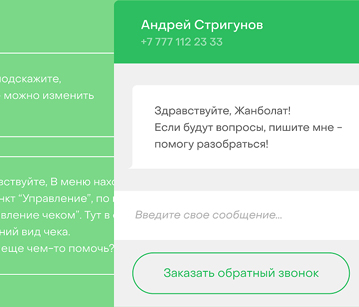 Андрей Стригунов
+7 777 112 23 33
подскажите,
можно изменить
Здравствуйте, Жанболат!
Если будут вопросы, пишите мне –
помогу разобраться!
вствуйте, В меню нахо
нкт "Управление", по
вление чеком". Тут в
ний вид чека.
еще чем-то помочь?
Введите свое сообщение...
Заказать обратный звонок